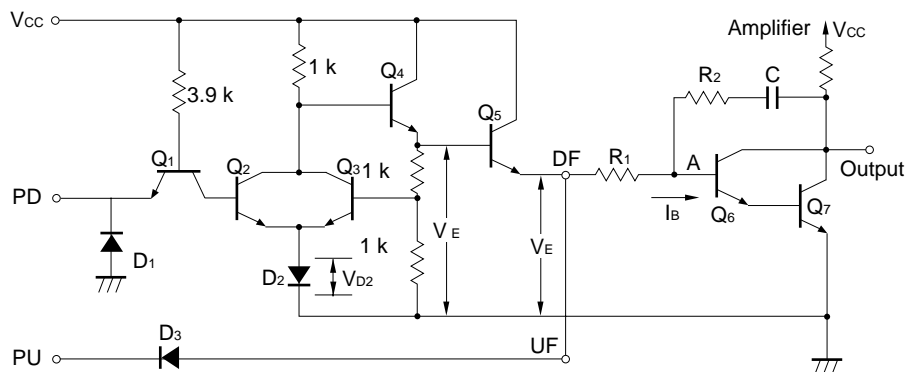 VCC
Amplifier
VCC
1 k
Q4
R2
C
3.9 k
Q5
Q1
Q2
Q3
1 k
DF
R1
A
Output
PD
IB
Q6
Q7
D1
VE
VE
1 k
D2
VD2
D3
PU
UF